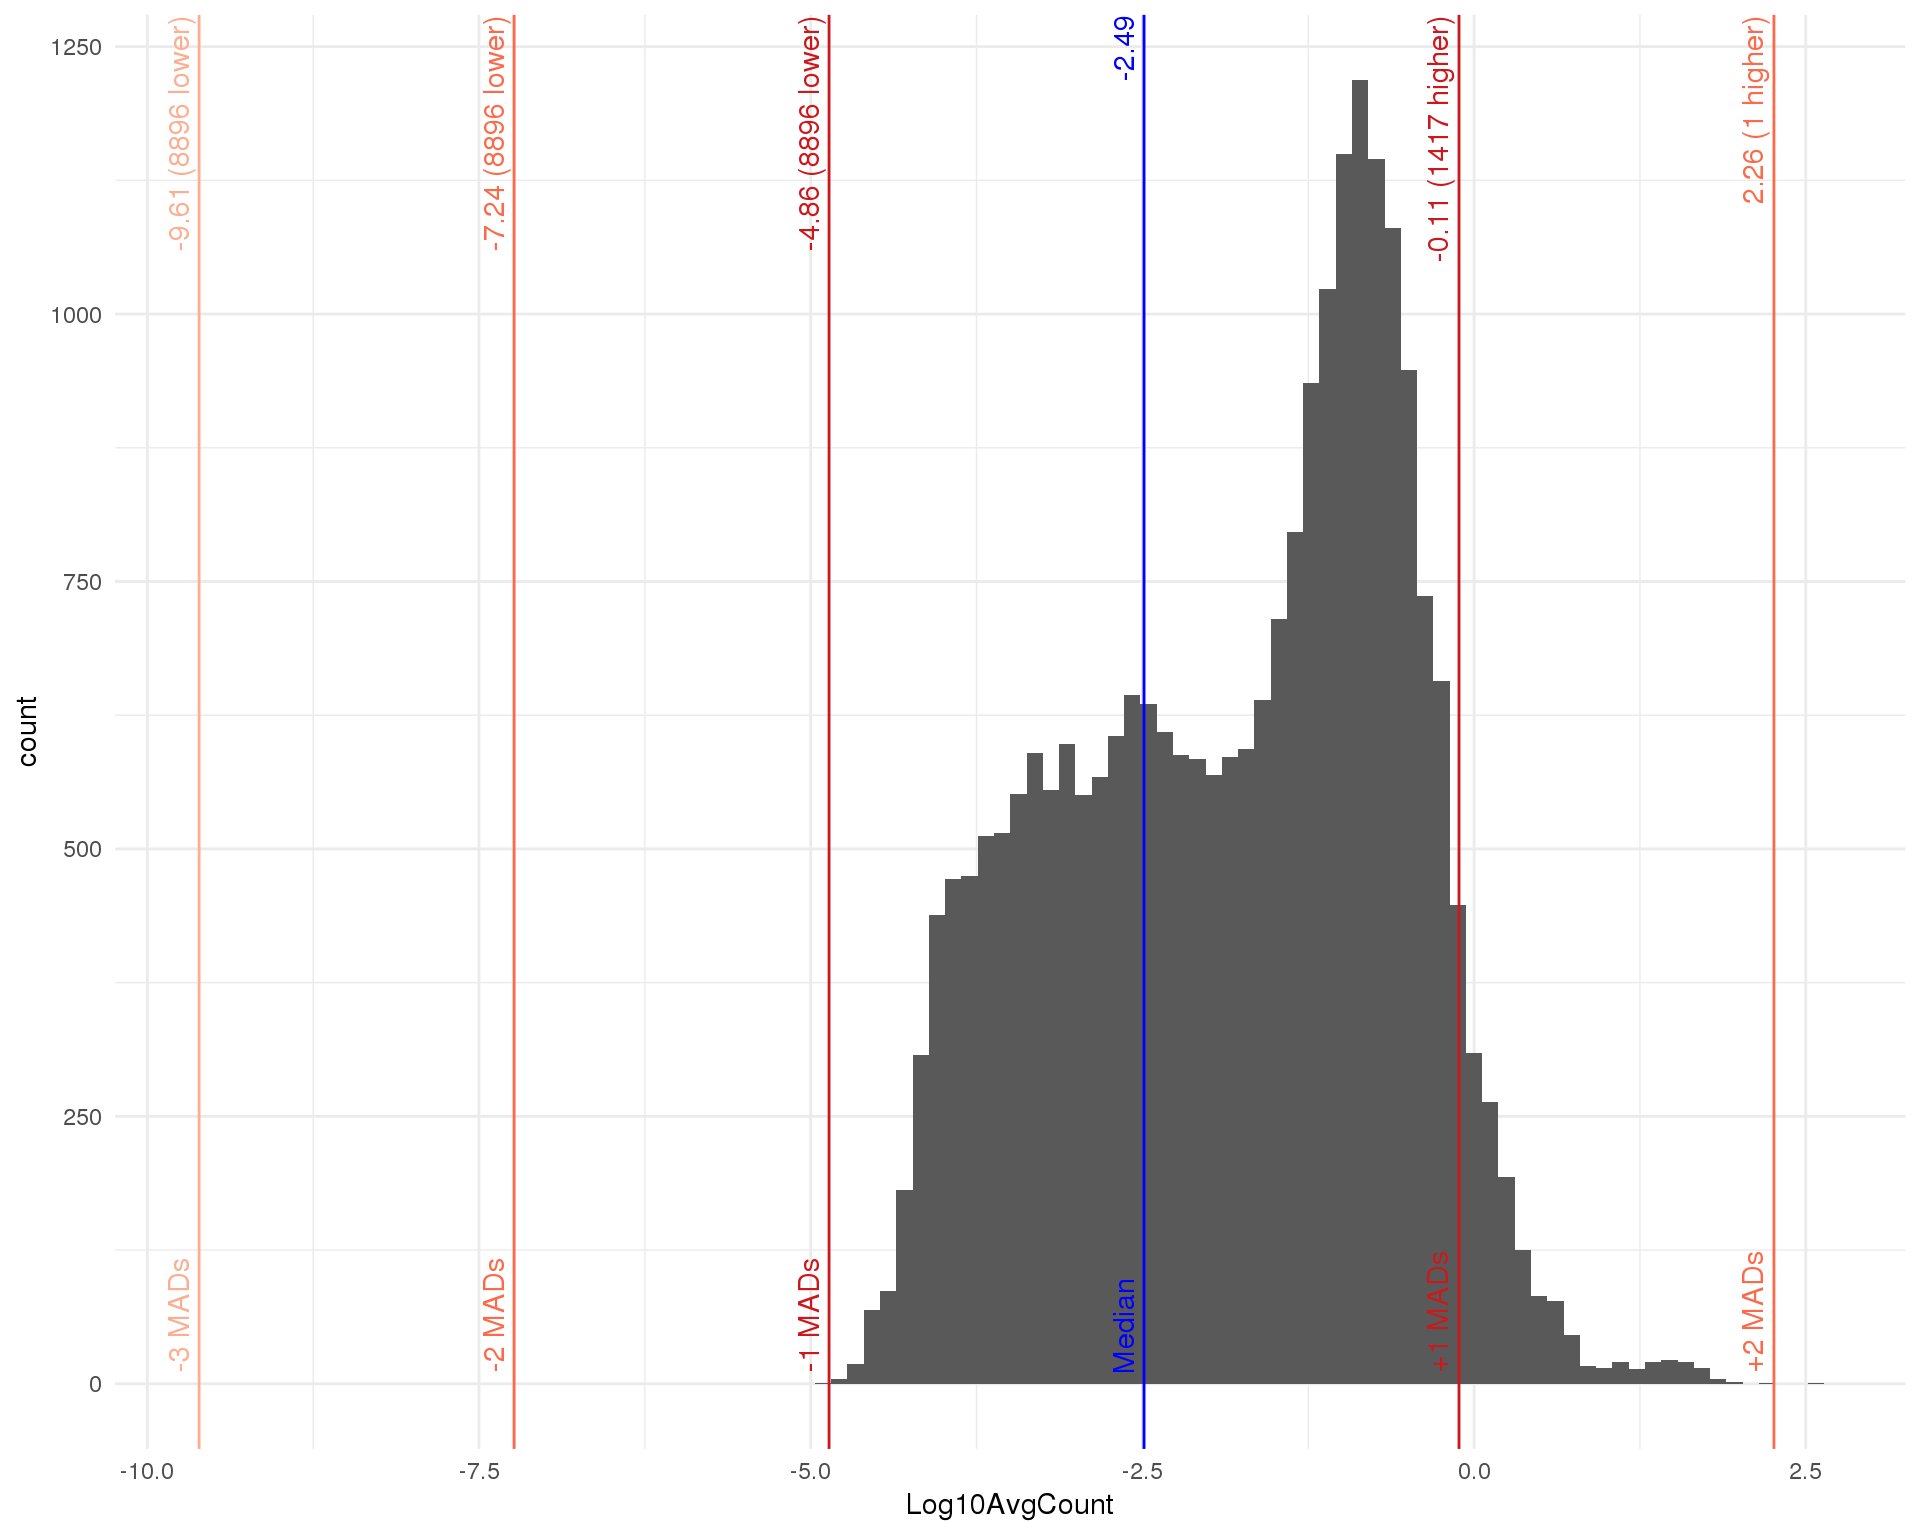 -9.61 (8896 lower)
-7.24 (8896 lower)
-4.86 (8896 lower)
-2.49
-0.11 (1417 higher)
2.26 (1 higher)
1250
1000
750
500
250
0
count
-3 MADs
-2 MADs
-1 MADs
Median
+1 MADs
+2 MADs
-10.0
-7.5
-5.0
-2.5
0.0
2.5
Log10AvgCount